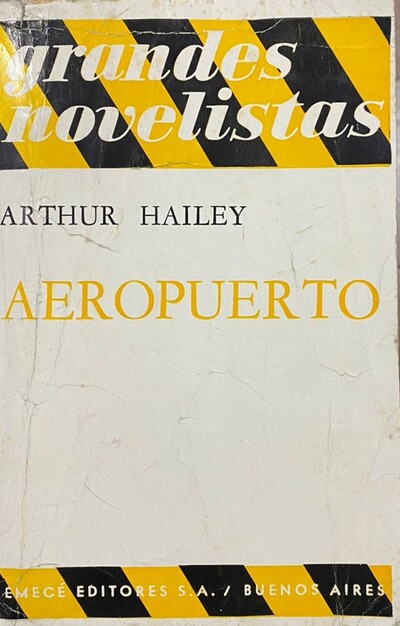 grandes
novelistas
ARTHUR HAILEY
AEROPUERTO
EMECÉ EDITORES S.A. / BUENOS AIRES